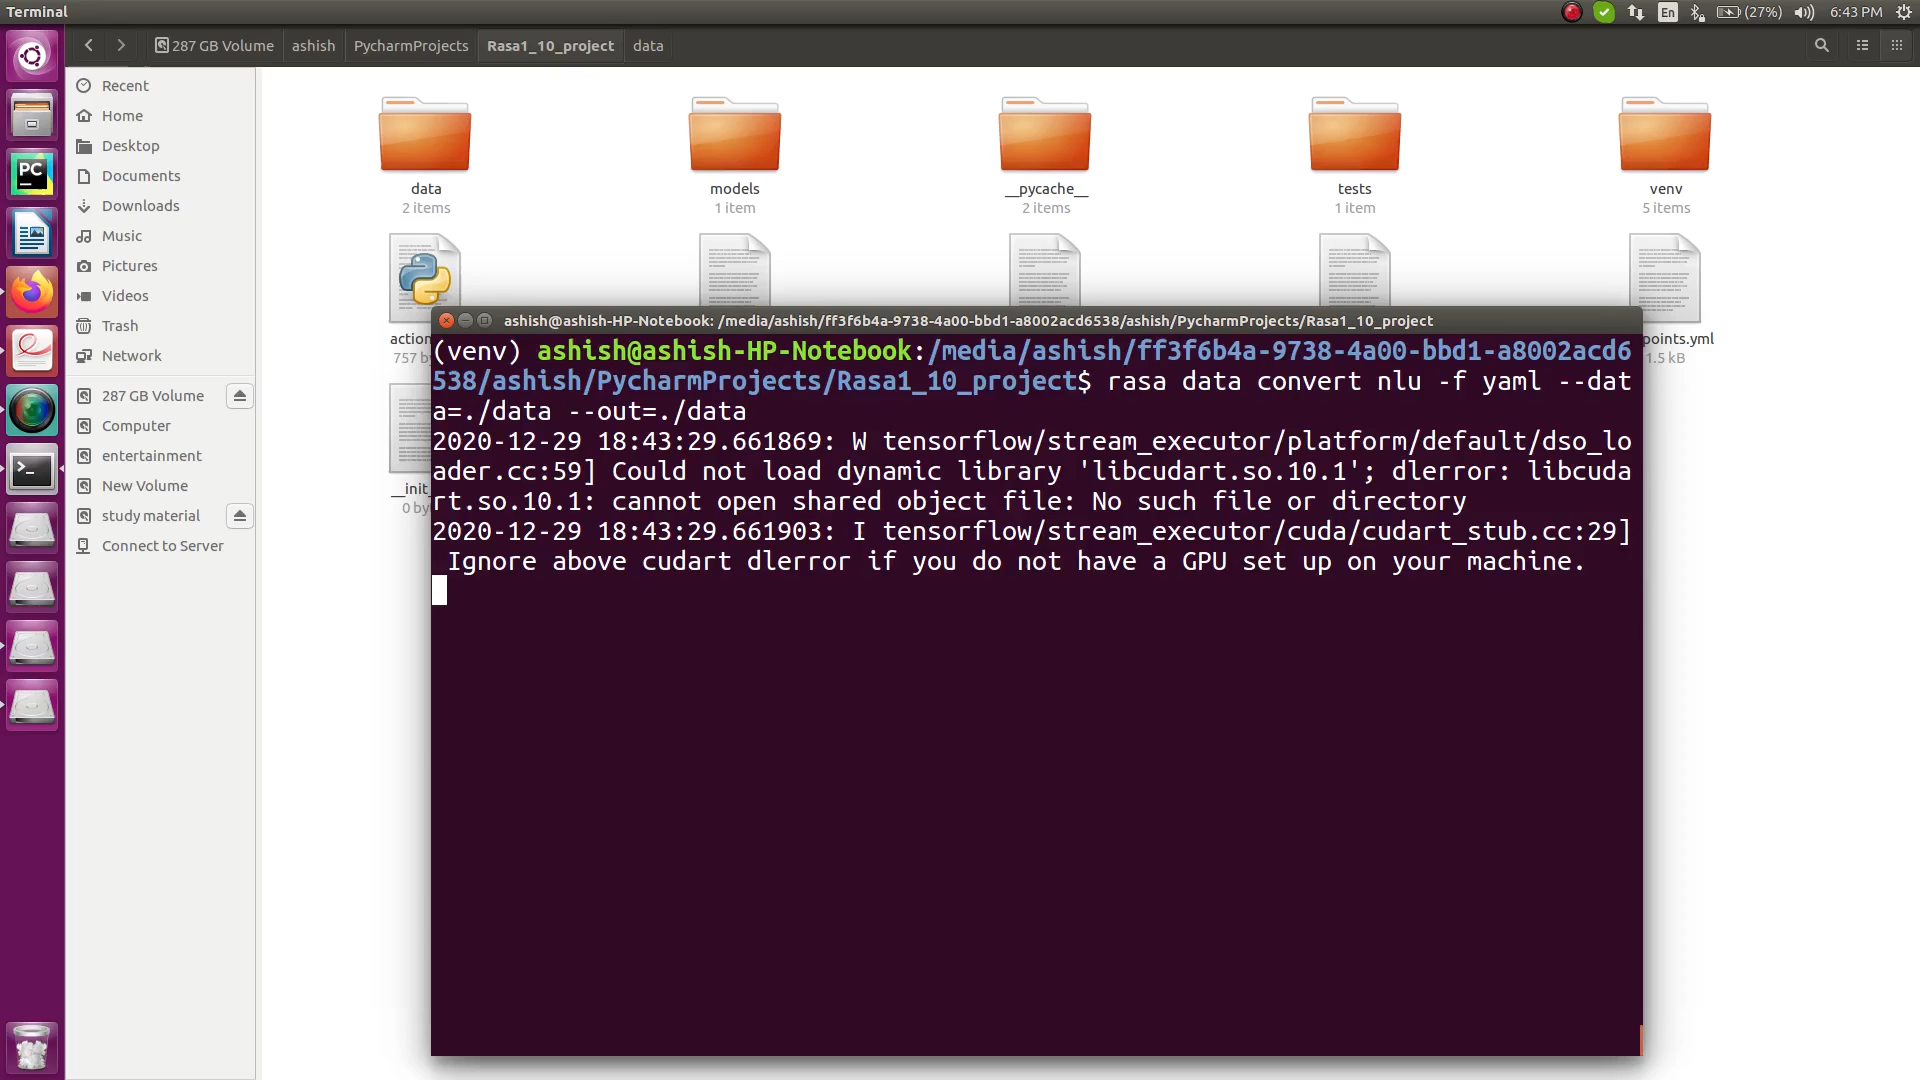 Terminal
En
(27%)
6:43 PM
287 GB Volume
ashish
PycharmProjects
Rasa1_10_project
data
Recent
Home
Desktop
Documents
Downloads
Music
Pictures
Videos
Trash
Network
287 GB Volume
Computer
entertainment
New Volume
study material
Connect to Server
PC
data
2 items
models
1 item
__pycache__
2 items
tests
1 item
venv
5 items
action
757 b
points.yml
1.5 kB
__init_
0 by
ashish@ashish-HP-Notebook: /media/ashish/ff3f6b4a-9738-4a00-bbd1-a8002acd6538/ashish/PycharmProjects/Rasa1_10_project
(venv) ashish@ashish-HP-Notebook:/media/ashish/ff3f6b4a-9738-4a00-bbd1-a8002acd6
538/ashish/PycharmProjects/Rasa1_10_project$ rasa data convert nlu -f yaml --dat
a=./data --out=./data
2020-12-29 18:43:29.661869: W tensorflow/stream_executor/platform/default/dso_lo
ader.cc:59] Could not load dynamic library 'libcudart.so.10.1'; dlerror: libcuda
rt.so.10.1: cannot open shared object file: No such file or directory
2020-12-29 18:43:29.661903: I tensorflow/stream_executor/cuda/cudart_stub.cc:29]
Ignore above cudart dlerror if you do not have a GPU set up on your machine.